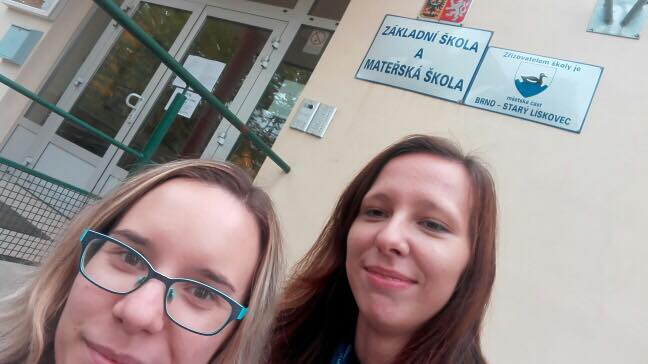 ZÁKLADNÍ ŠKOLA
A
MATEŘSKÁ ŠKOLA
Zřizovatelem školy je
městská část
BRNO - STARÝ LÍSKOVEC